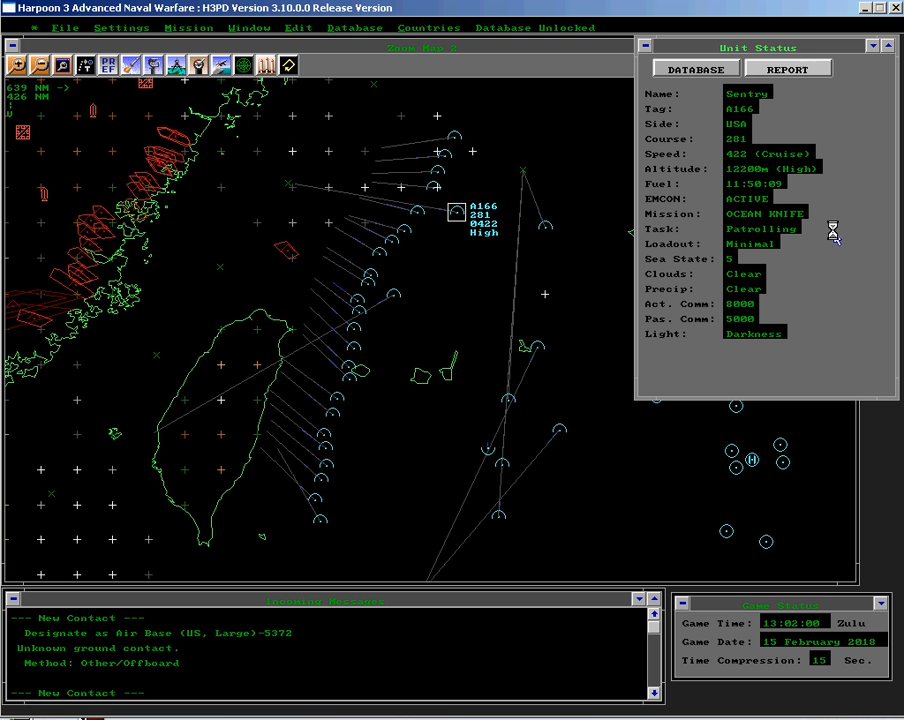 Harpoon 3 Advanced Naval Warfare : H3PD Version 3.10.0.0 Release Version
* File Settings Mission Window Edit Database Countries Database Unlocked
Zoom Map 2
PREF
639 NM ->
426 NM
A166
281
0422
High
Unit Status
DATABASE REPORT
Name: Sentry
Tag: A166
Side: USA
Course: 281
Speed: 422 (Cruise)
Altitude: 12200m (High)
Fuel: 11:50:09
EMCON: ACTIVE
Mission: OCEAN KNIFE
Task: Patrolling
Loadout: Minimal
Sea State: 5
Clouds: Clear
Precip: Clear
Act. Comm: 8000
Pas. Comm: 5000
Light: Darkness
Incoming Messages
--- New Contact ---
Designate as Air Base (US, Large)-5372
Unknown ground contact.
Method: Other/Offboard
--- New Contact ---
Game Status
Game Time: 13:02:00 Zulu
Game Date: 15 February 2018
Time Compression: 15 Sec.